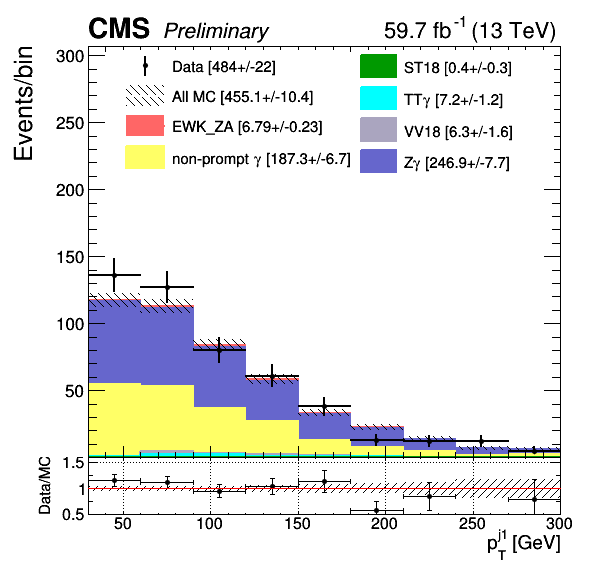 CMS Preliminary 59.7 fb⁻¹ (13 TeV)
Events/bin
300
250
200
150
100
50
Data [484+/-22]
All MC [455.1+/-10.4]
EWK_ZA [6.79+/-0.23]
non-prompt γ [187.3+/-6.7]
ST18 [0.4+/-0.3]
TTγ [7.2+/-1.2]
VV18 [6.3+/-1.6]
Zγ [246.9+/-7.7]
Data/MC
1.5
1
0.5
50 100 150 200 250 300
p_T^j1 [GeV]